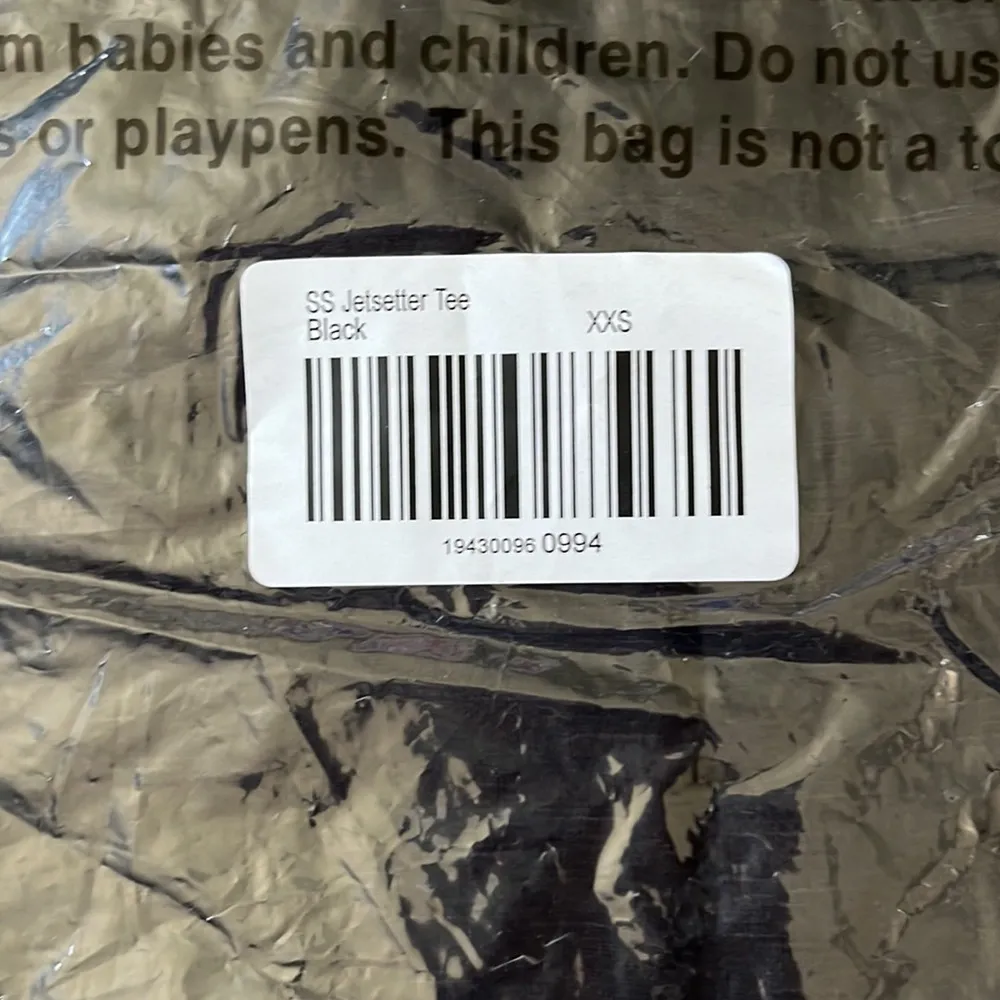 m babies and children. Do not us
s or playpens. This bag is not a to
SS Jetsetter Tee
Black XXS
19430096 0994